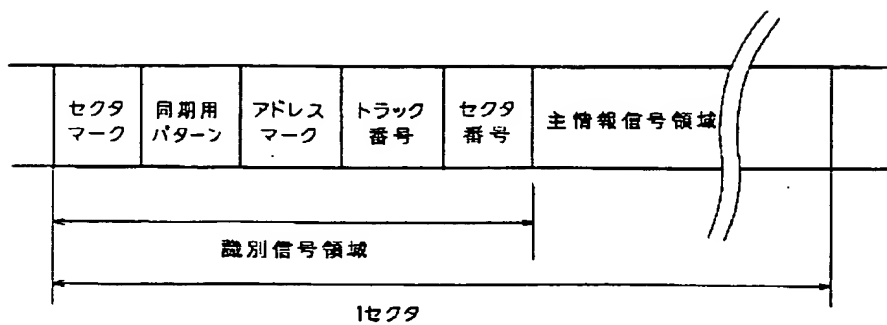 セクタ
マーク
同期用
パターン
アドレス
マーク
トラック
番号
セクタ
番号
主情報信号領域
識別信号領域
1セクタ